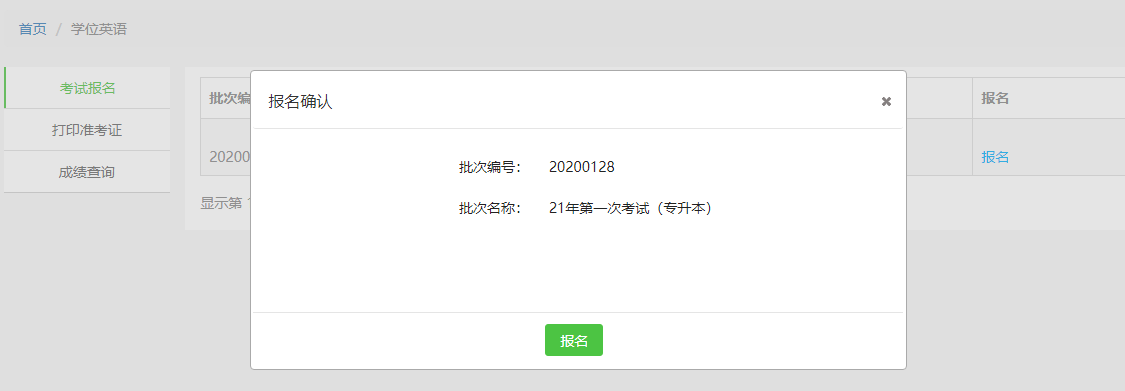 首页 / 学位英语
考试报名
打印准考证
成绩查询
批次编
报名
20200
报名
显示第
报名确认
批次编号： 20200128
批次名称： 21年第一次考试（专升本）
报名